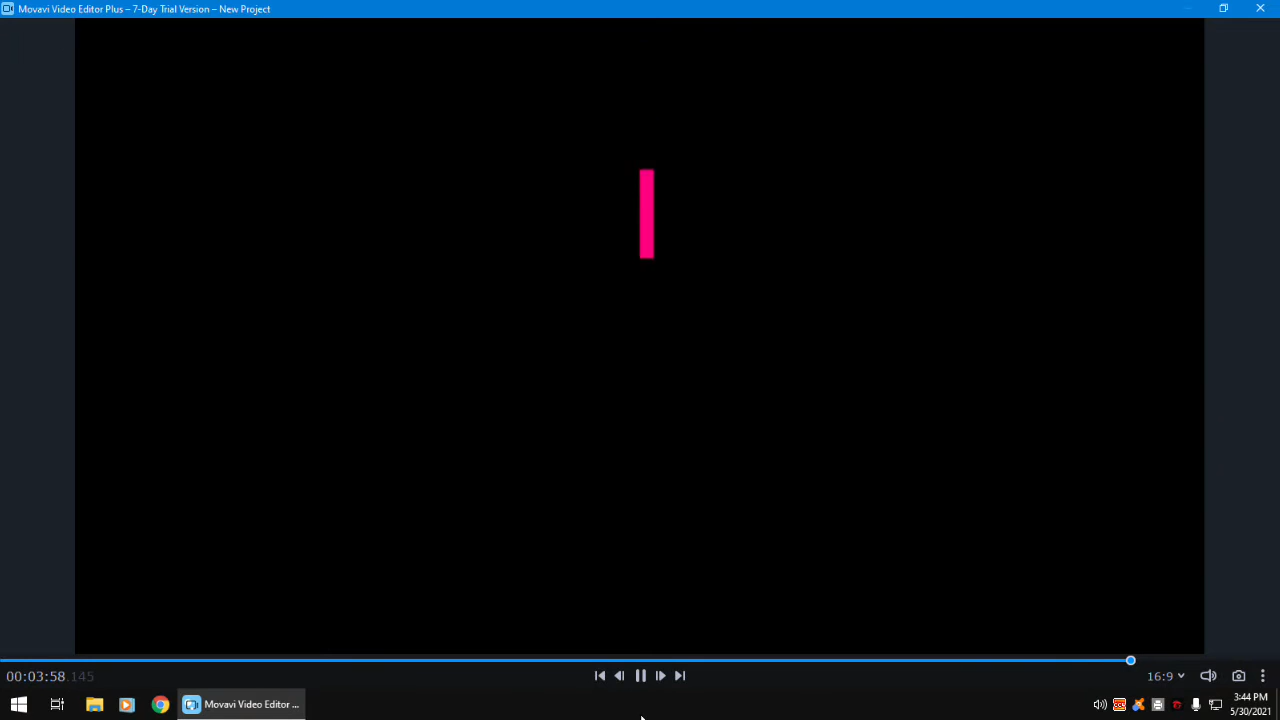 Movavi Video Editor Plus – 7-Day Trial Version – New Project
00:03:58.145
16:9
Movavi Video Editor ...
3:44 PM
5/30/2021